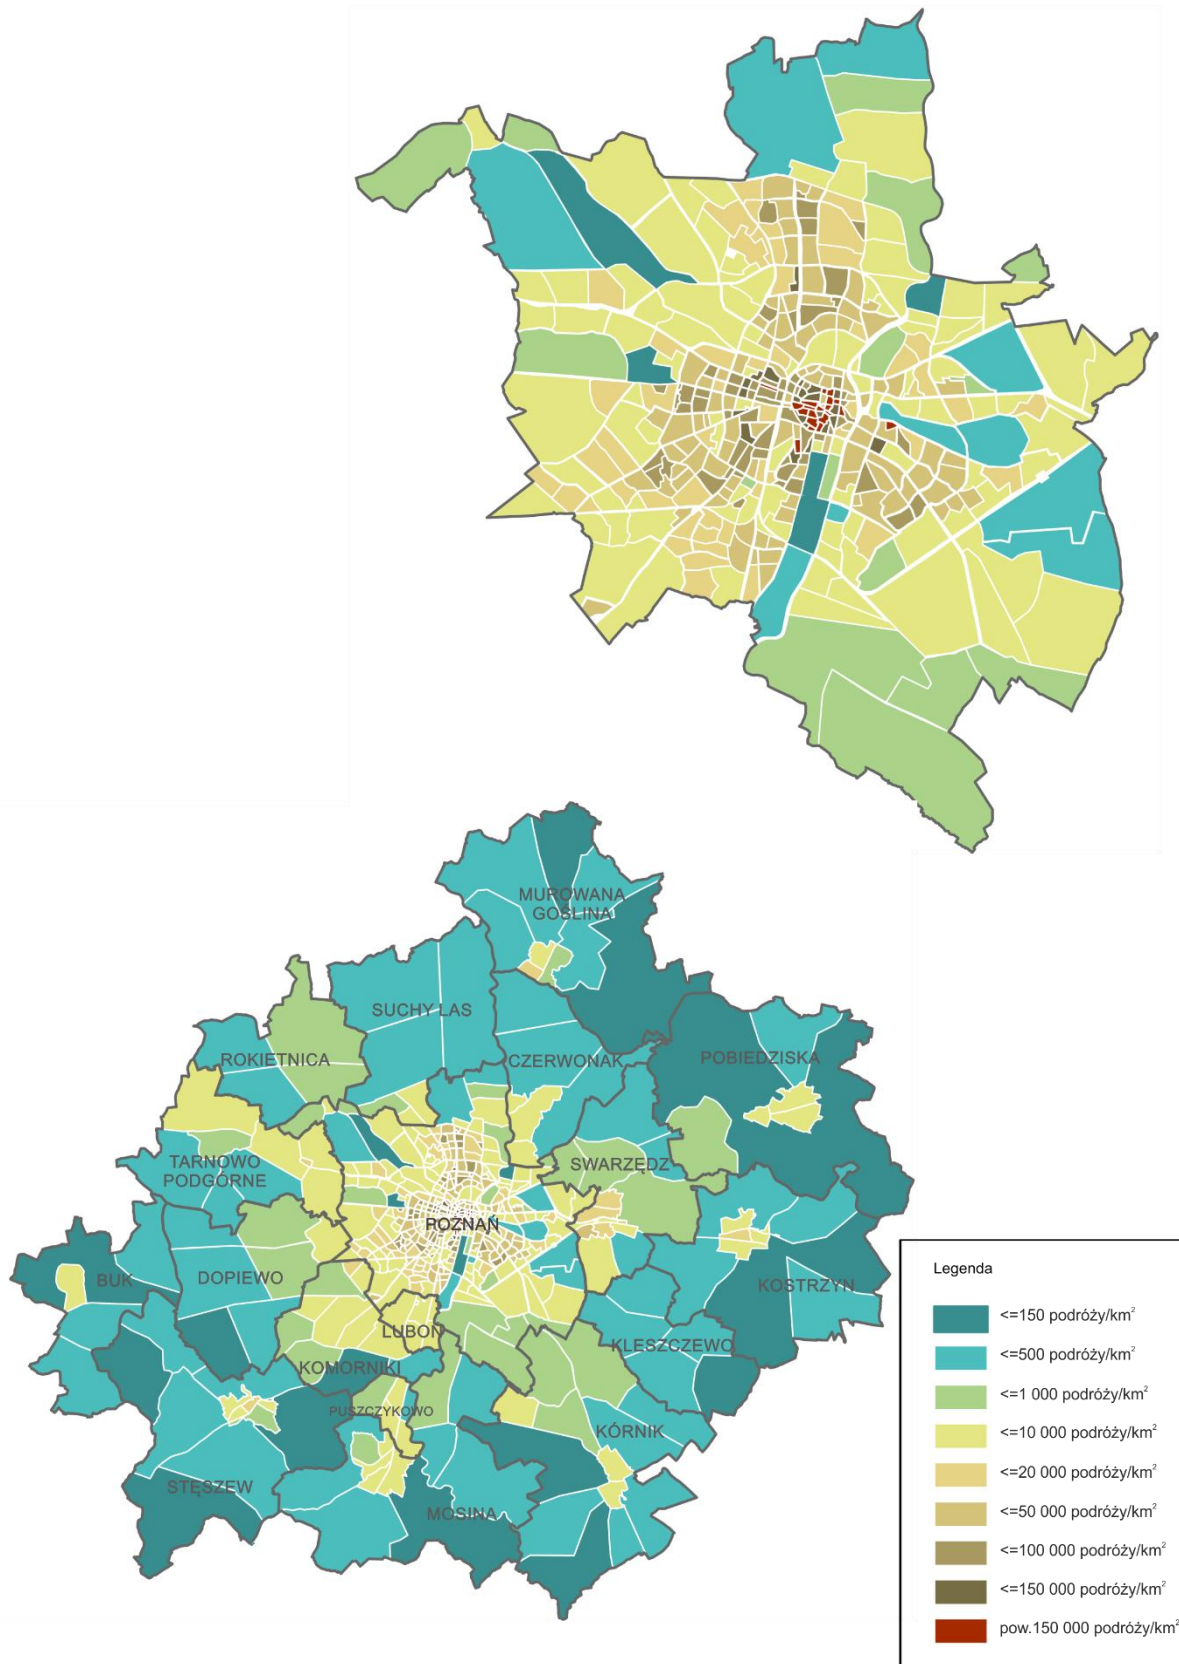 MUROWANA
GOŚLINA
SUCHY LAS
ROKIETNICA
CZERWONAK
POBIEDZISKA
TARNOWO
PODGÓRNE
SWARZĘDZ
POZNAŃ
BUK
DOPIEWO
KOSTRZYN
LUBOŃ
KLESZCZEWO
KOMORNIKI
PUSZCZYKOWO
KÓRNIK
STĘSZEW
MOSINA
Legenda
<=150 podróży/km²
<=500 podróży/km²
<=1 000 podróży/km²
<=10 000 podróży/km²
<=20 000 podróży/km²
<=50 000 podróży/km²
<=100 000 podróży/km²
<=150 000 podróży/km²
pow.150 000 podróży/km²